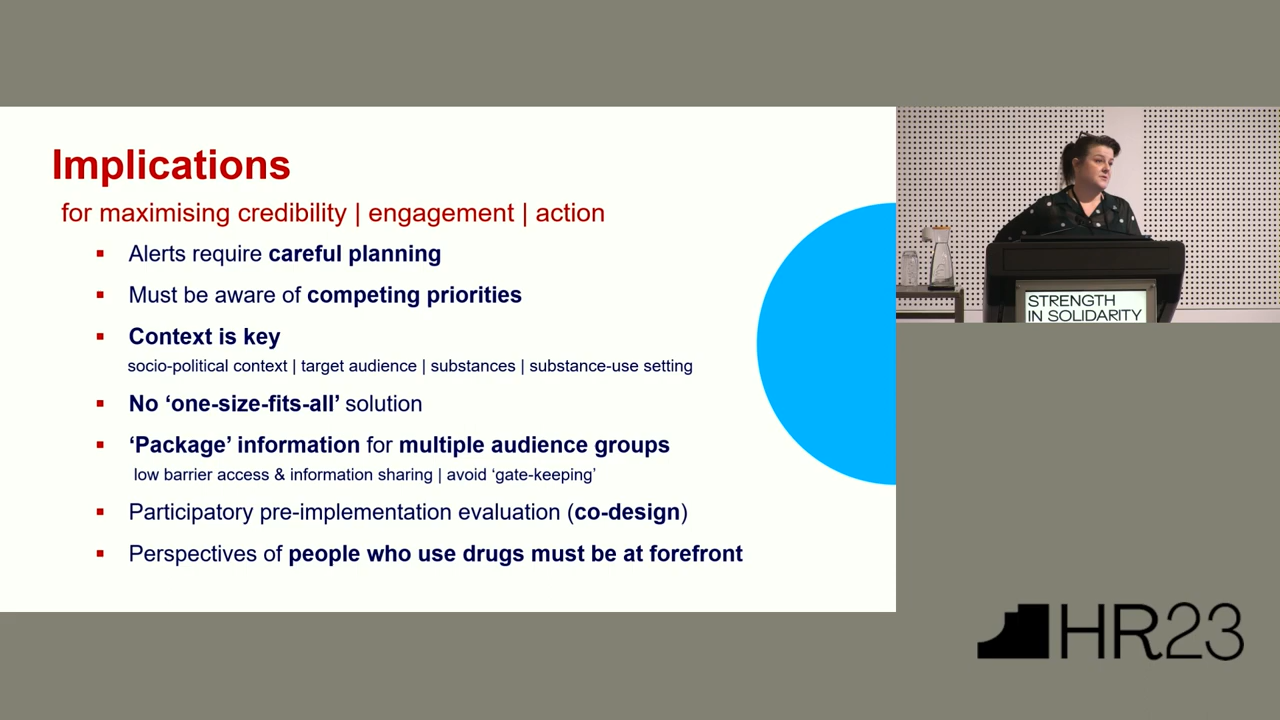 Implications
for maximising credibility | engagement | action
▪ Alerts require careful planning
▪ Must be aware of competing priorities
▪ Context is key
socio-political context | target audience | substances | substance-use setting
▪ No ‘one-size-fits-all’ solution
▪ ‘Package’ information for multiple audience groups
low barrier access & information sharing | avoid ‘gate-keeping’
▪ Participatory pre-implementation evaluation (co-design)
▪ Perspectives of people who use drugs must be at forefront
STRENGTH
IN SOLIDARITY
HR23